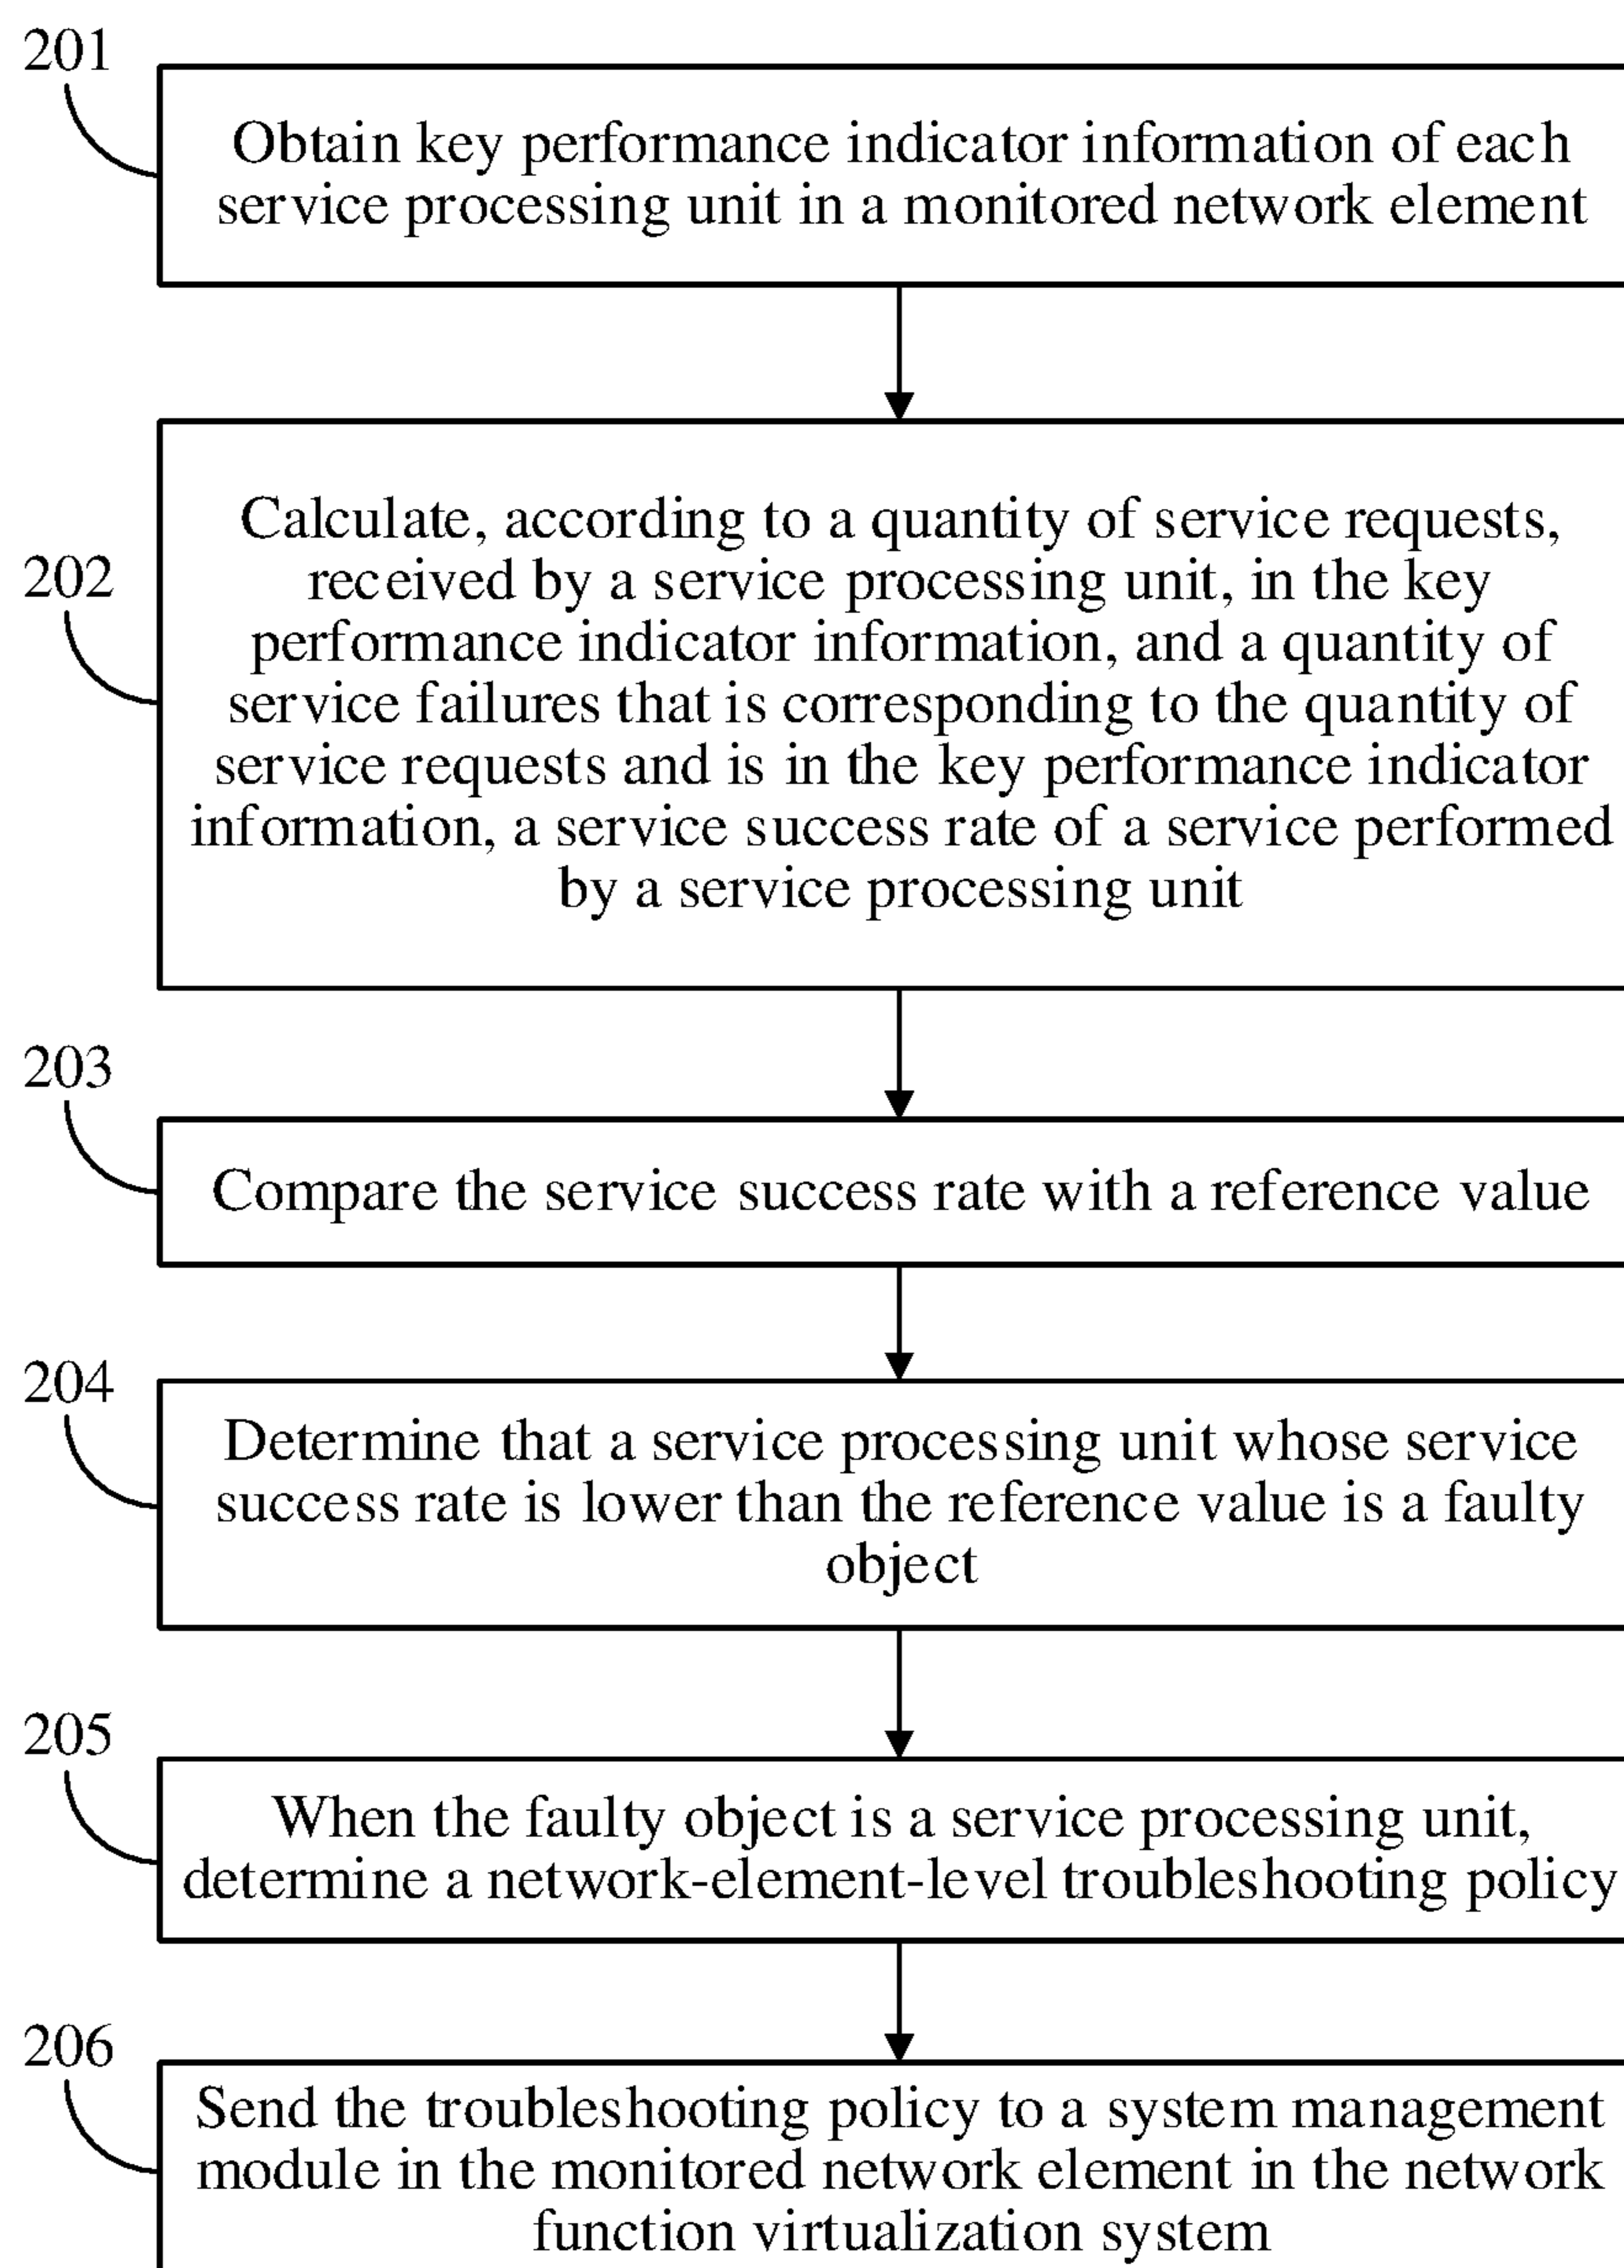 201
Obtain key performance indicator information of each
service processing unit in a monitored network element
202
Calculate, according to a quantity of service requests,
received by a service processing unit, in the key
performance indicator information, and a quantity of
service failures that is corresponding to the quantity of
service requests and is in the key performance indicator
information, a service success rate of a service performed
by a service processing unit
203
Compare the service success rate with a reference value
204
Determine that a service processing unit whose service
success rate is lower than the reference value is a faulty
object
205
When the faulty object is a service processing unit,
determine a network-element-level troubleshooting policy
206
Send the troubleshooting policy to a system management
module in the monitored network element in the network
function virtualization system